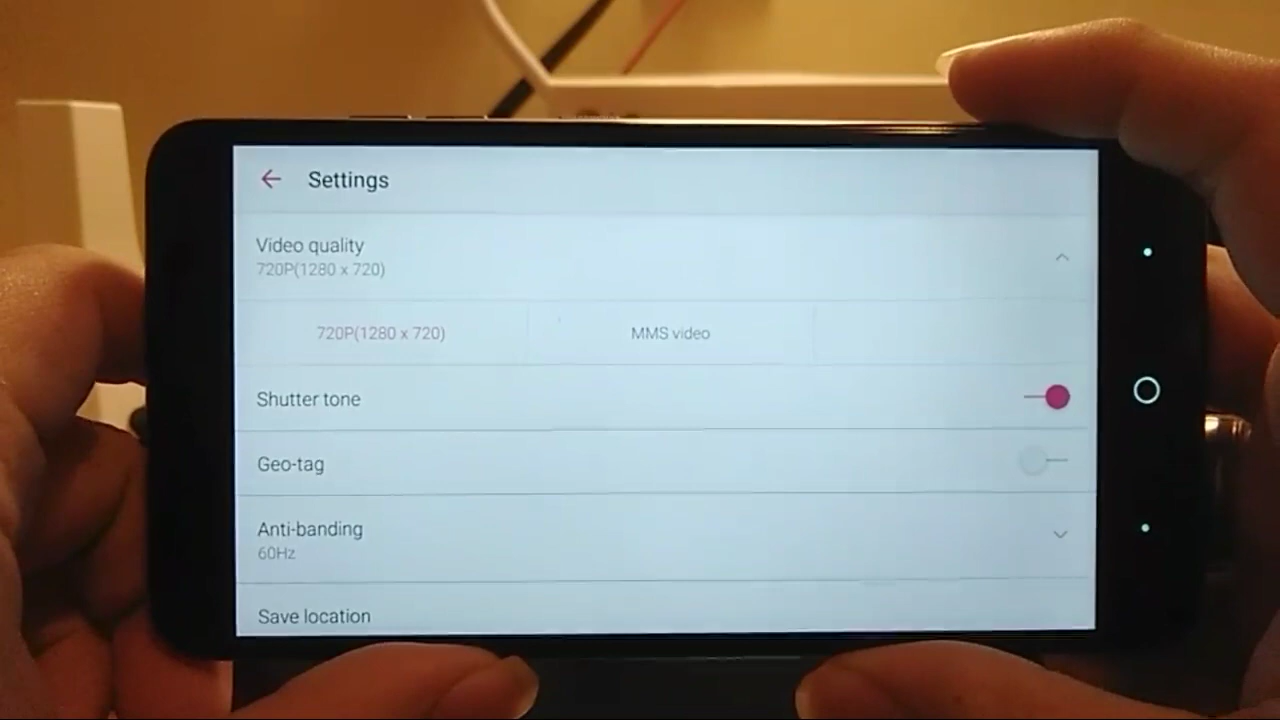 Settings
Video quality
720P(1280 x 720)
720P(1280 x 720) MMS video
Shutter tone
Geo-tag
Anti-banding
60Hz
Save location